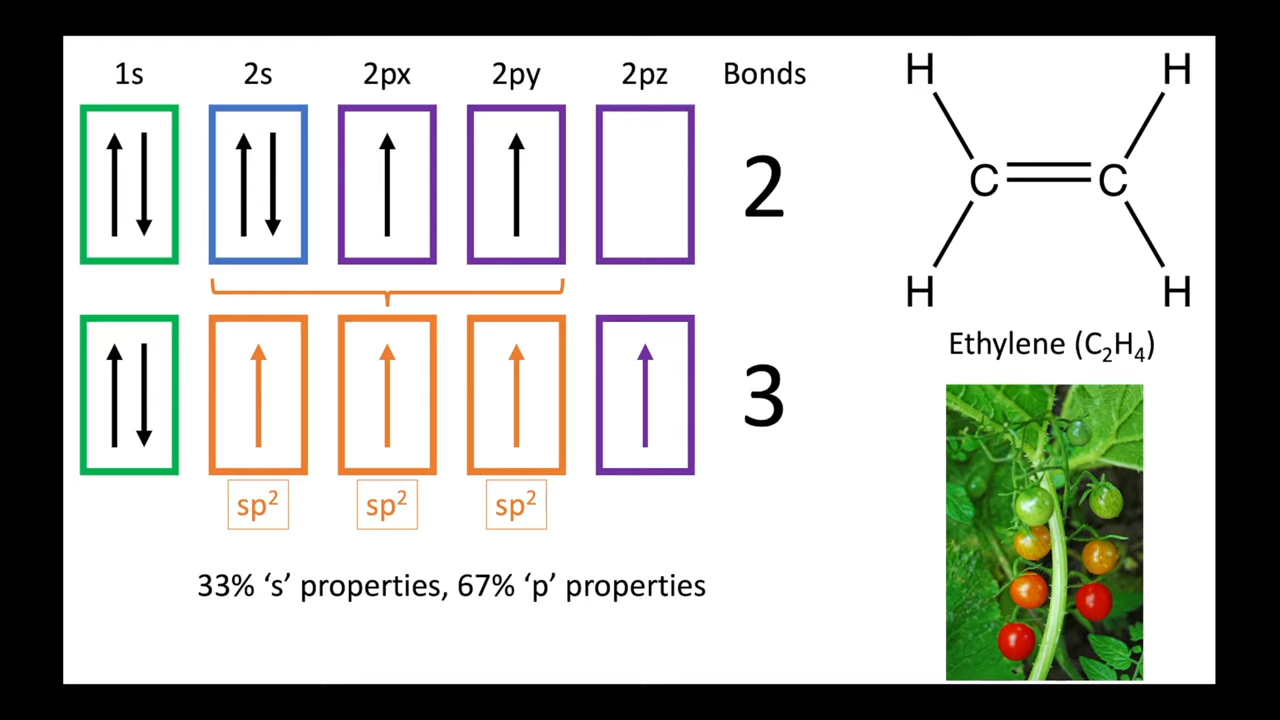 1s 2s 2px 2py 2pz Bonds
2
3
sp²
sp²
sp²
33% ‘s’ properties, 67% ‘p’ properties
H H
C C
H H
Ethylene (C₂H₄)